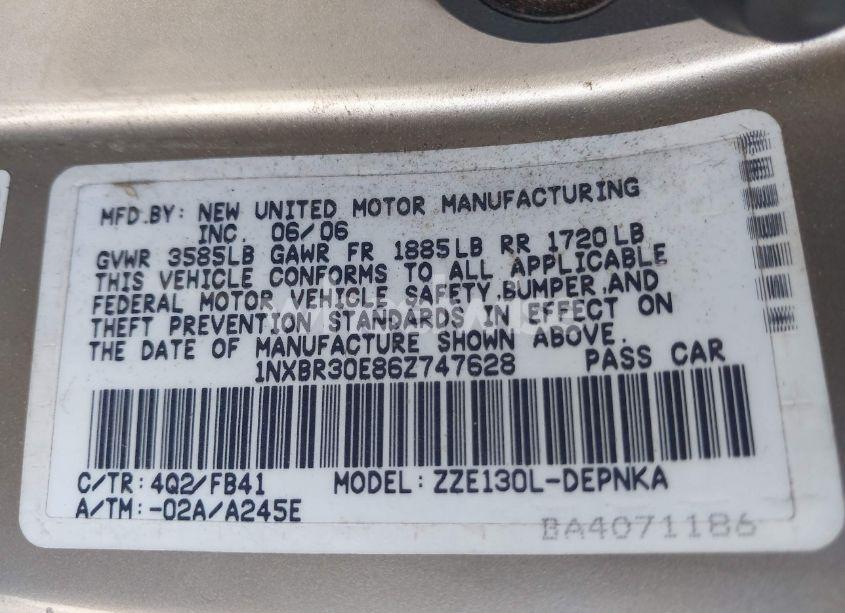 MFD.BY: NEW UNITED MOTOR MANUFACTURING
INC. 06/06
GVWR 3585LB GAWR FR 1885LB RR 1720LB
THIS VEHICLE CONFORMS TO ALL APPLICABLE
FEDERAL MOTOR VEHICLE SAFETY,BUMPER,AND
THEFT PREVENTION STANDARDS IN EFFECT ON
THE DATE OF MANUFACTURE SHOWN ABOVE.
1NXBR30E86Z747628 PASS CAR
C/TR:4Q2/FB41 MODEL: ZZE130L-DEPNKA
A/TM:-02A/A245E
BA4071186